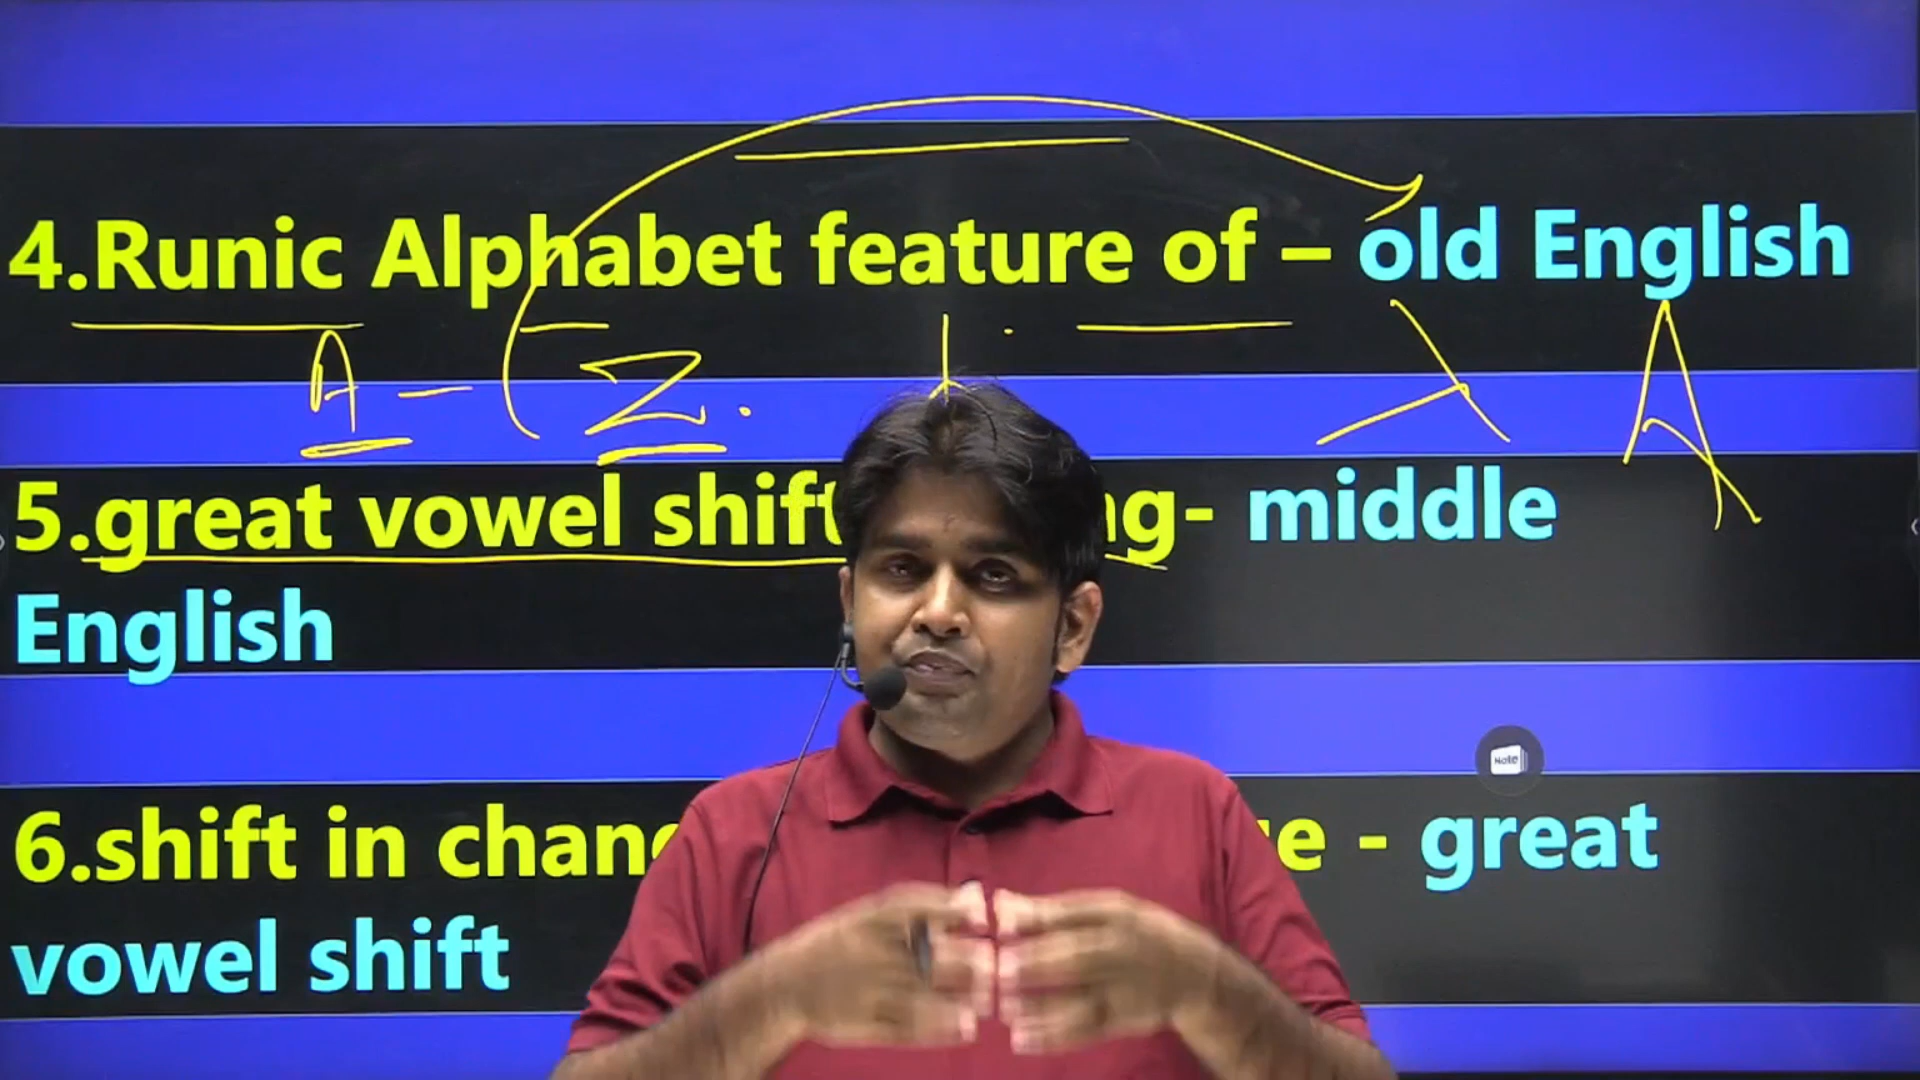 4.Runic Alphabet feature of – old English
A – Z.
5.great vowel shift
- middle
English
Note
6.shift in
- great
vowel shift